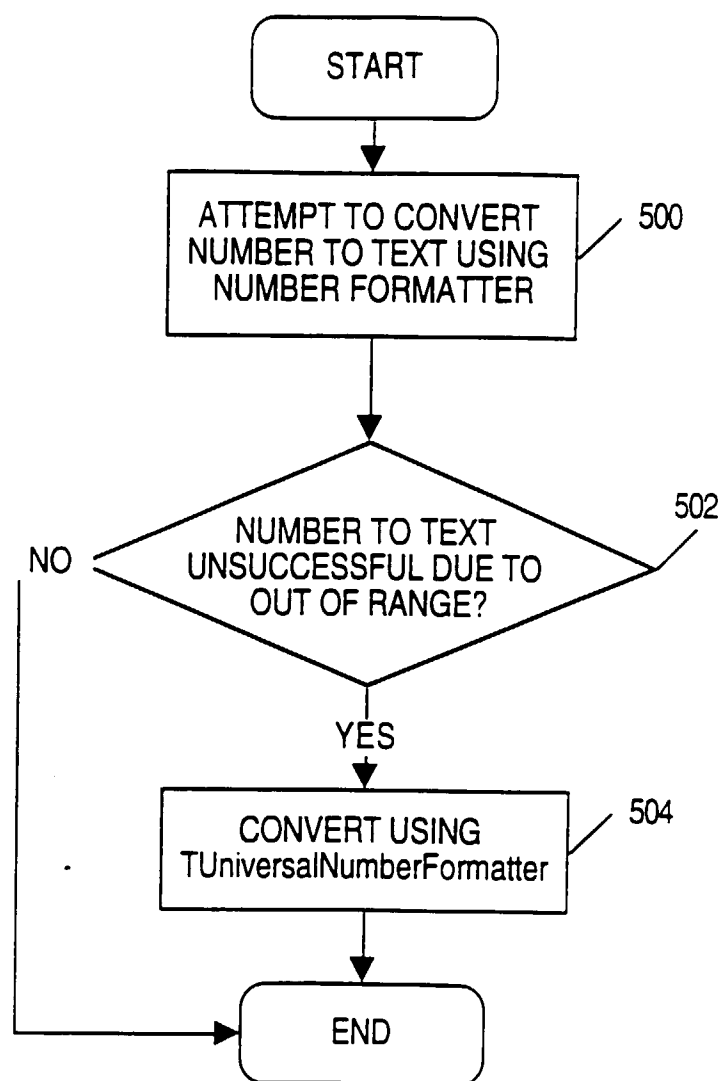 START
ATTEMPT TO CONVERT
NUMBER TO TEXT USING
NUMBER FORMATTER
500
NUMBER TO TEXT
UNSUCCESSFUL DUE TO
OUT OF RANGE?
502
NO
YES
CONVERT USING
TUniversalNumberFormatter
504
END